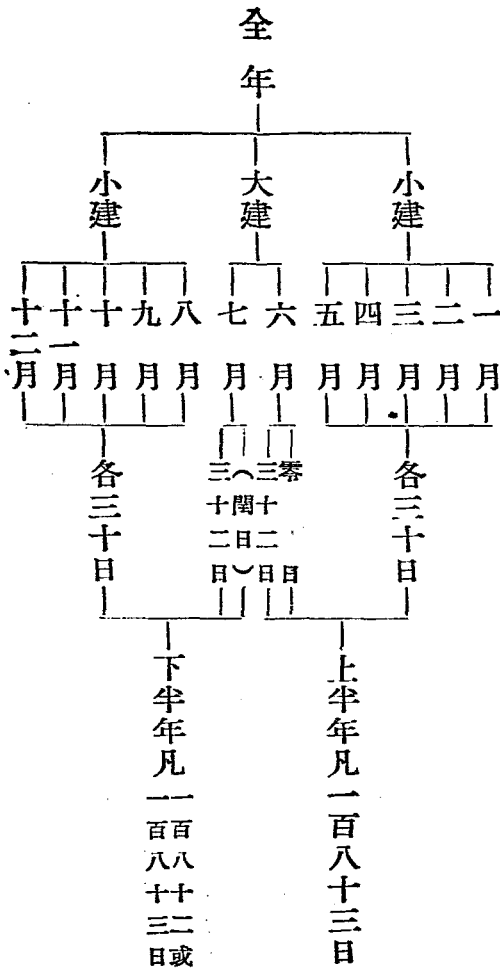 全年
小建
大建
小建
一月
二月
三月
四月
五月
六月
七月
八月
九月
十月
十一月
十二月
各三十日
零日
三十二日
（閏日）
三十二日
各三十日
上半年凡一百八十三日
下半年凡一百八十二或一百八十三日